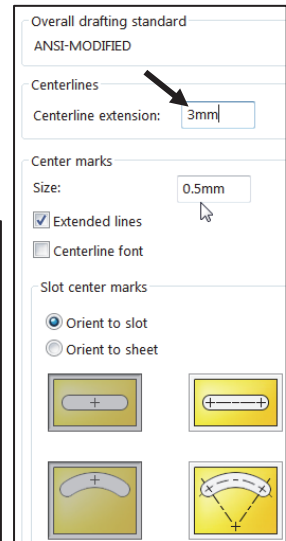 Overall drafting standard
ANSI-MODIFIED
Centerlines
Centerline extension: 3mm
Center marks
Size: 0.5mm
Extended lines
Centerline font
Slot center marks
Orient to slot
Orient to sheet